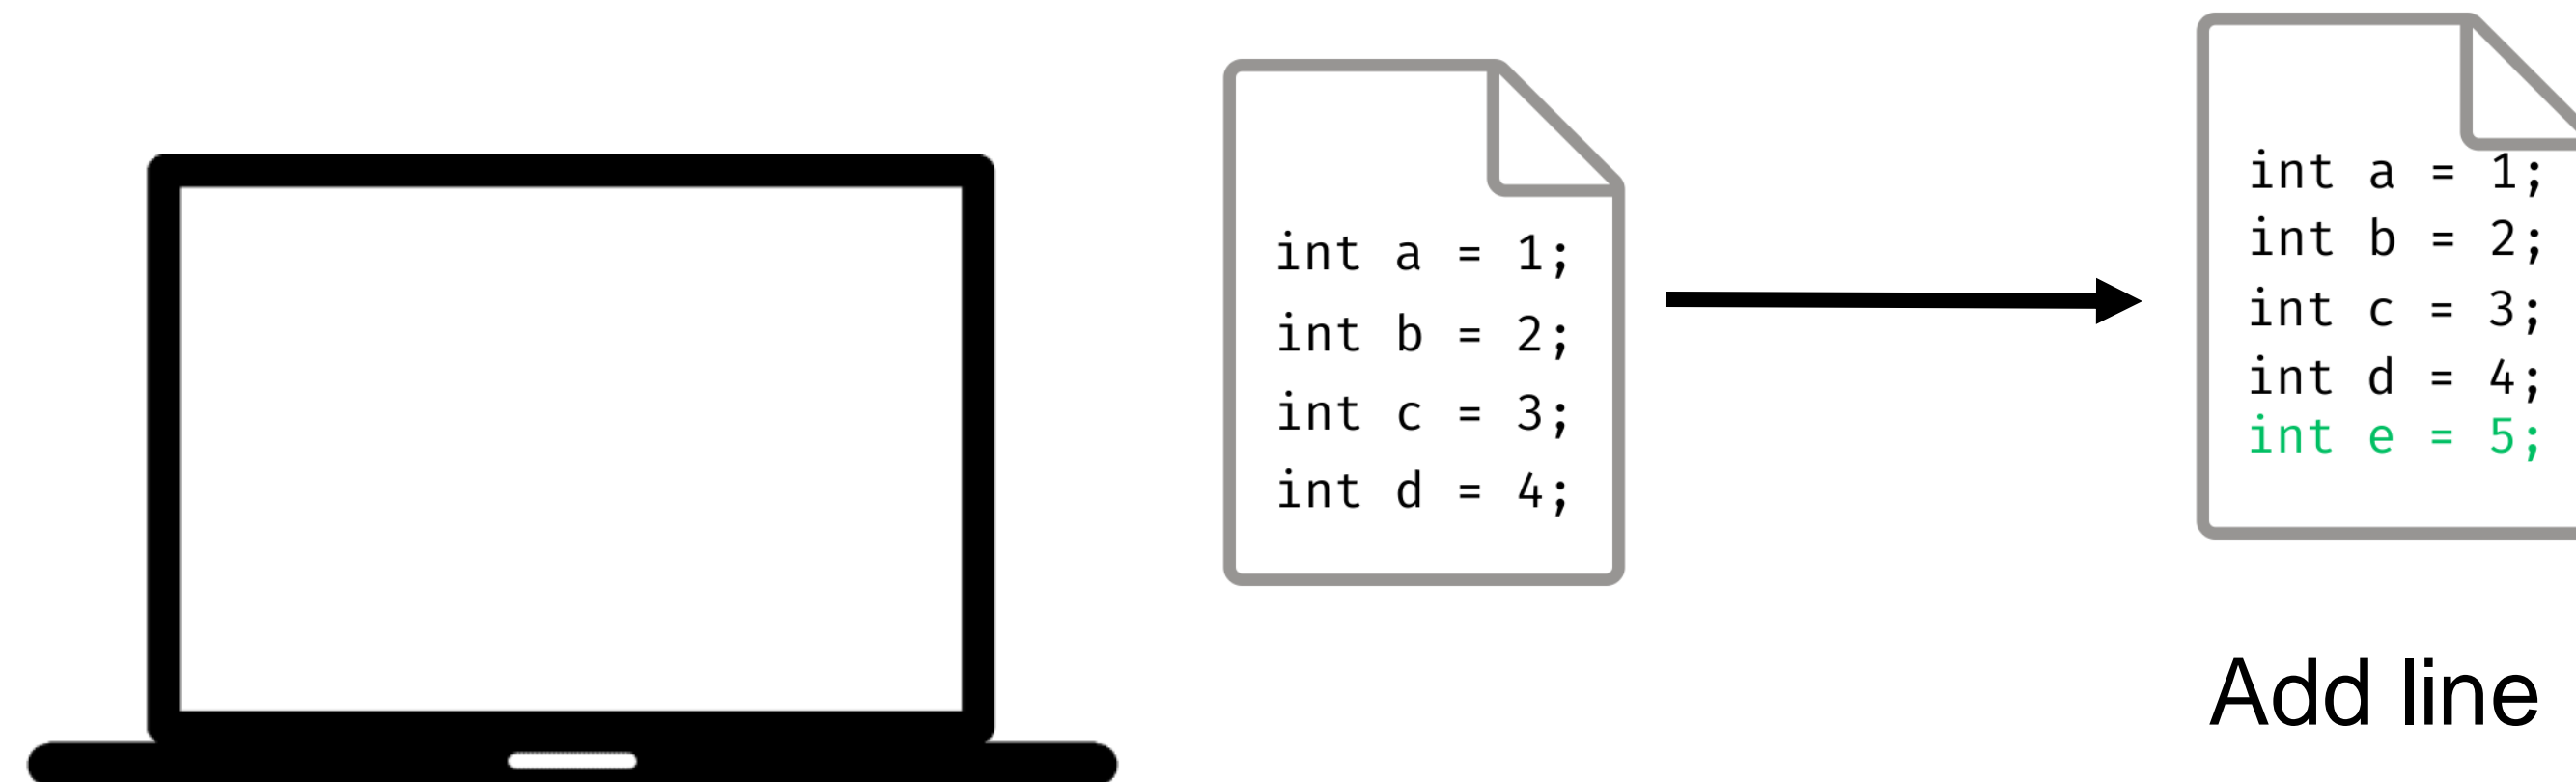 int a = 1;
int b = 2;
int c = 3;
int d = 4;
int a = 1;
int b = 2;
int c = 3;
int d = 4;
int e = 5;
Add line